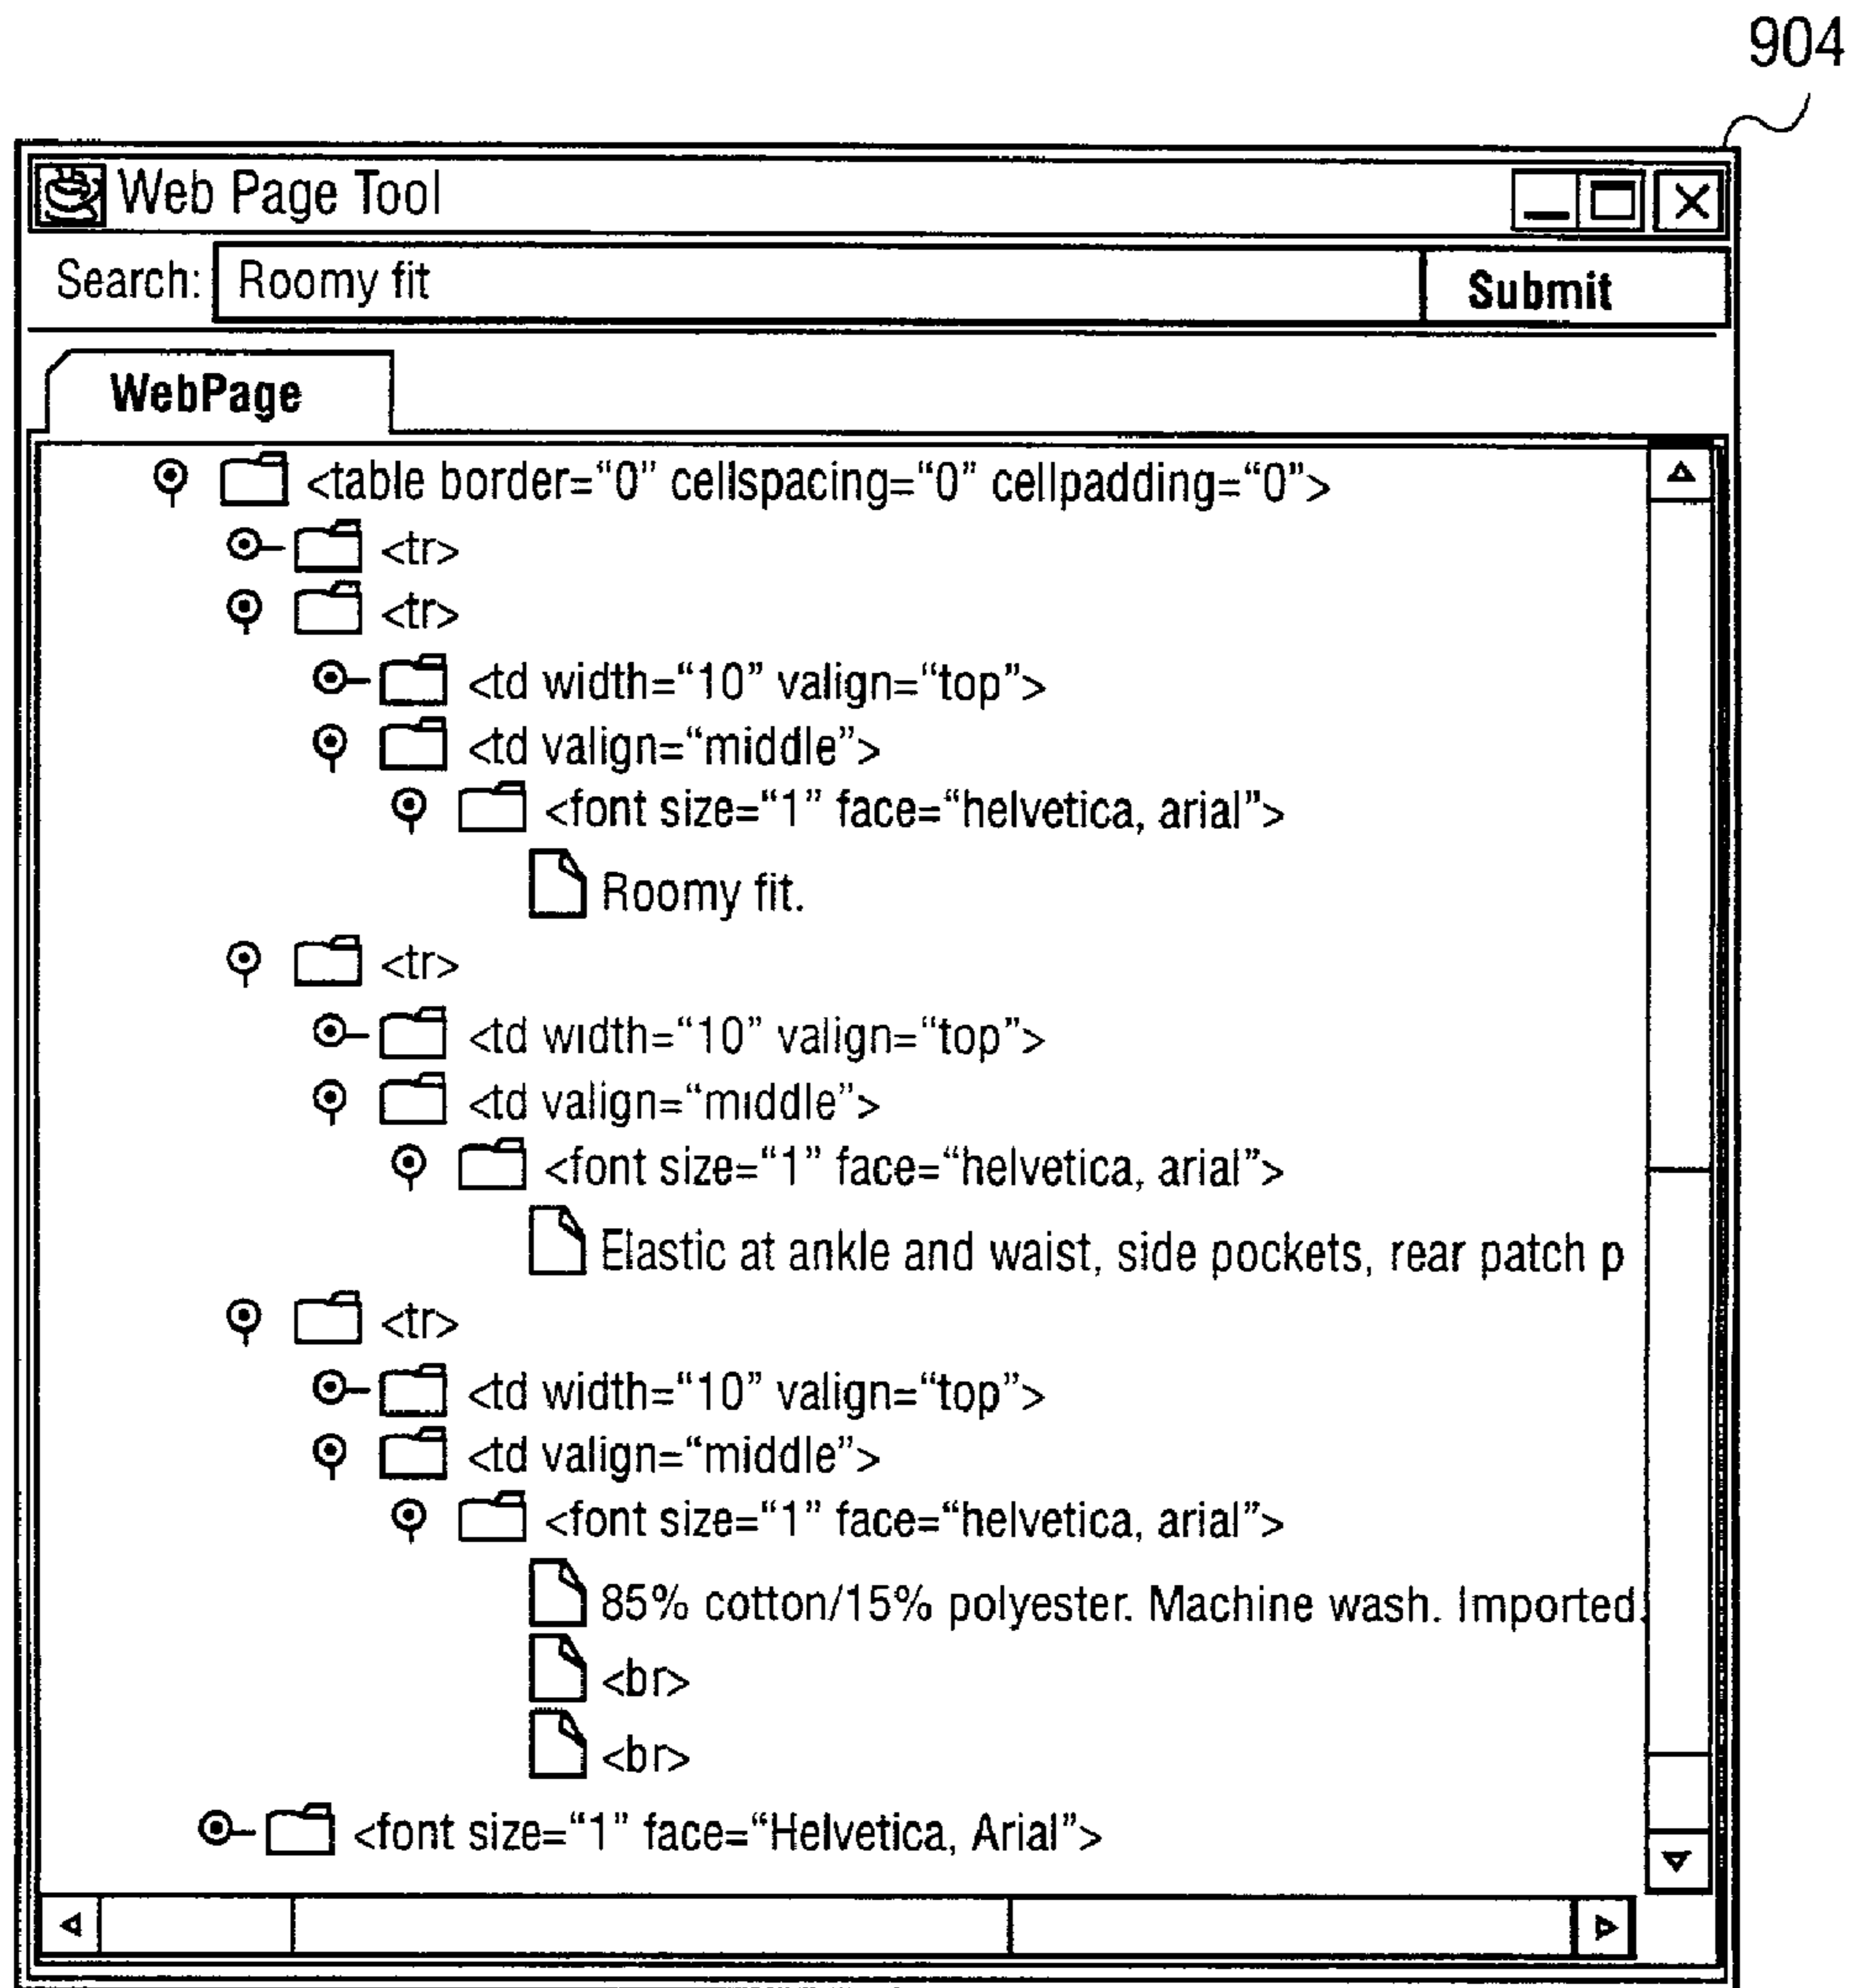 904
Web Page Tool
Search: Roomy fit Submit
WebPage
<table border=“0” cellspacing=“0” cellpadding=“0”>
<tr>
<tr>
<td width=“10” valign=“top”>
<td valign=“middle”>
<font size=“1” face=“helvetica, arial”>
Roomy fit.
<tr>
<td width=“10” valign=“top”>
<td valign=“middle”>
<font size=“1” face=“helvetica, arial”>
Elastic at ankle and waist, side pockets, rear patch p
<tr>
<td width=“10” valign=“top”>
<td valign=“middle”>
<font size=“1” face=“helvetica, arial”>
85% cotton/15% polyester. Machine wash. Imported.
<br>
<br>
<font size=“1” face=“Helvetica, Arial”>